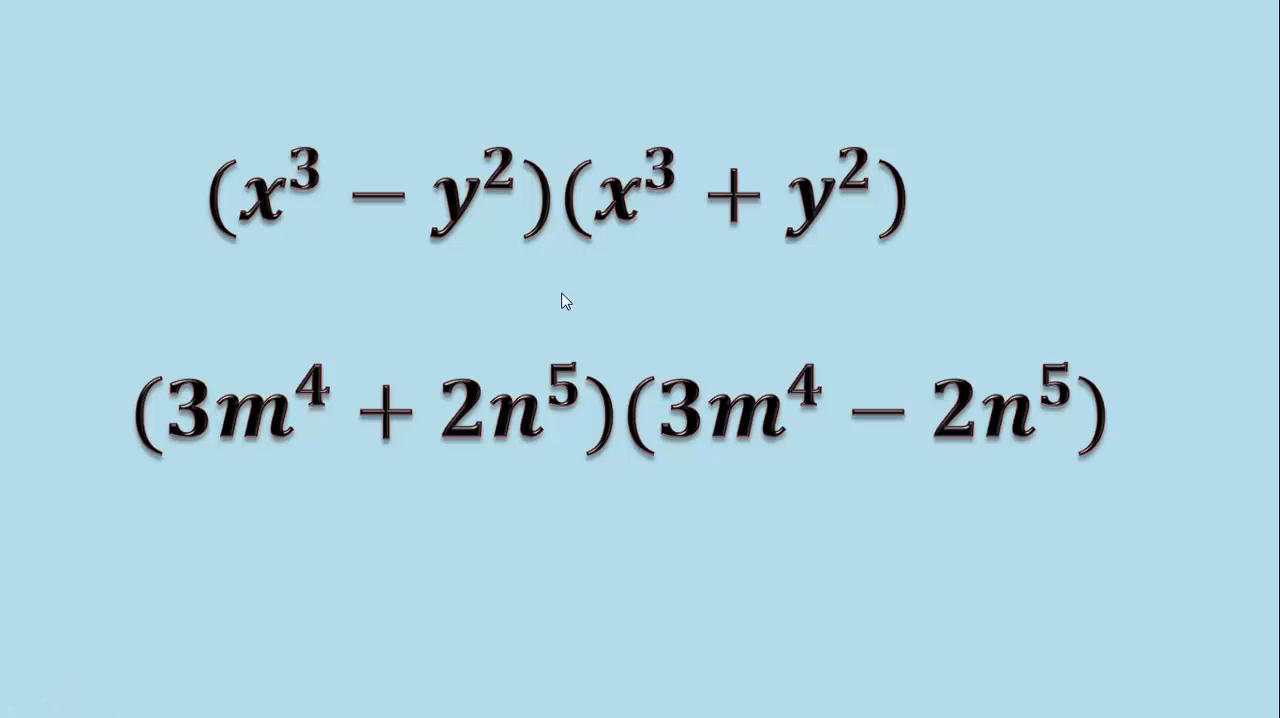 (x³ − y²)(x³ + y²)
(3m⁴ + 2n⁵)(3m⁴ − 2n⁵)